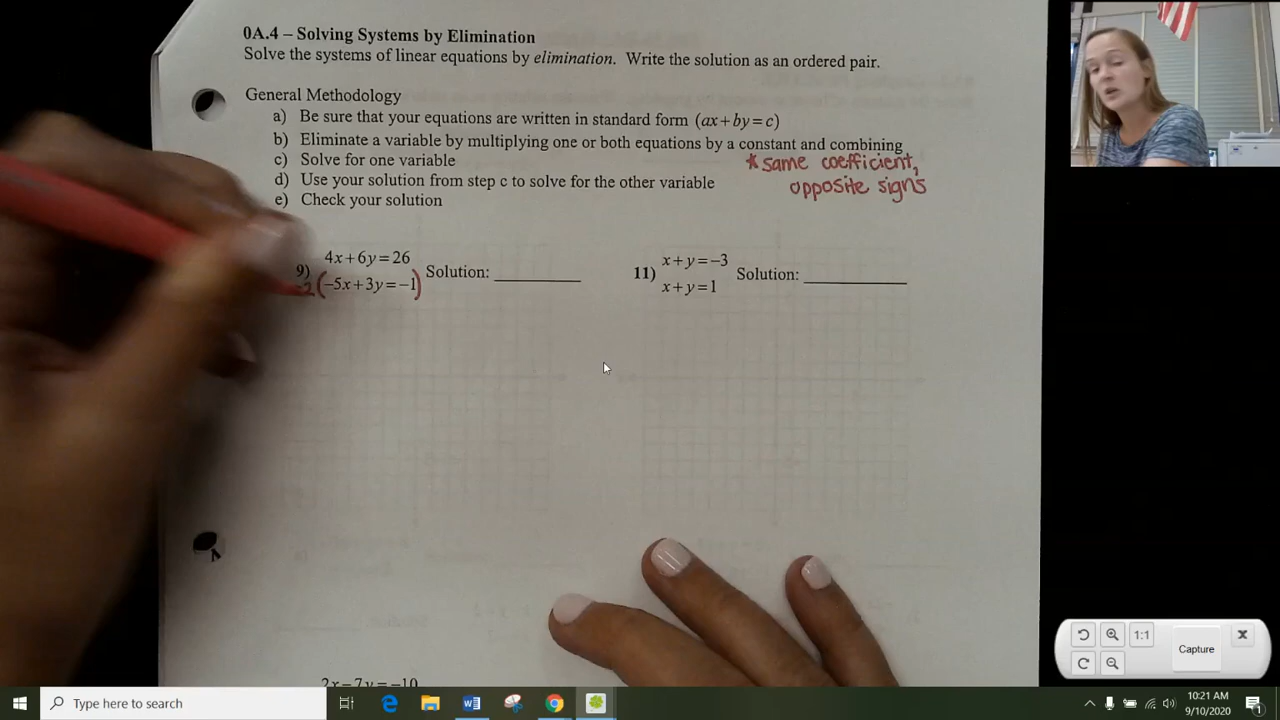 0A.4 – Solving Systems by Elimination
Solve the systems of linear equations by elimination. Write the solution as an ordered pair.
General Methodology
a) Be sure that your equations are written in standard form (ax+by=c)
b) Eliminate a variable by multiplying one or both equations by a constant and combining
*same coefficient,
c) Solve for one variable
d) Use your solution from step c to solve for the other variable
opposite signs
e) Check your solution
9) 4x+6y=26
-2(-5x+3y=-1) Solution:
11) x+y=-3
x+y=1 Solution:
2x-7y=-10
1:1
Capture
Type here to search
10:21 AM
9/10/2020